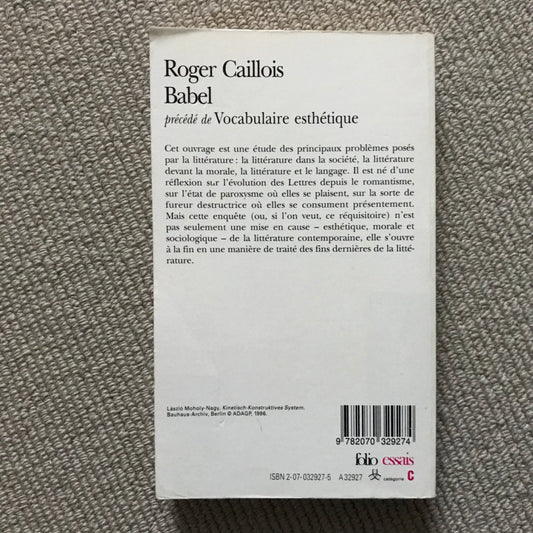 Roger Caillois
Babel
précédé de Vocabulaire esthétique
Cet ouvrage est une étude des principaux problèmes posés
par la littérature : la littérature dans la société, la littérature
devant la morale, la littérature et le langage. Il est né d'une
réflexion sur l'évolution des Lettres depuis le romantisme,
sur l'état de paroxysme où elles se plaisent, sur la sorte de
fureur destructrice où elles se consument présentement.
Mais cette enquête (ou, si l'on veut, ce réquisitoire) n'est
pas seulement une mise en cause – esthétique, morale et
sociologique – de la littérature contemporaine, elle s'ouvre
à la fin en une manière de traité des fins dernières de la litté-
rature.
László Moholy-Nagy, Kinetisch-Konstruktives System.
Bauhaus-Archiv, Berlin © ADAGP, 1996.
9 782070 329274
folio essais
ISBN 2-07-032927-5 A 32927 catégorie C